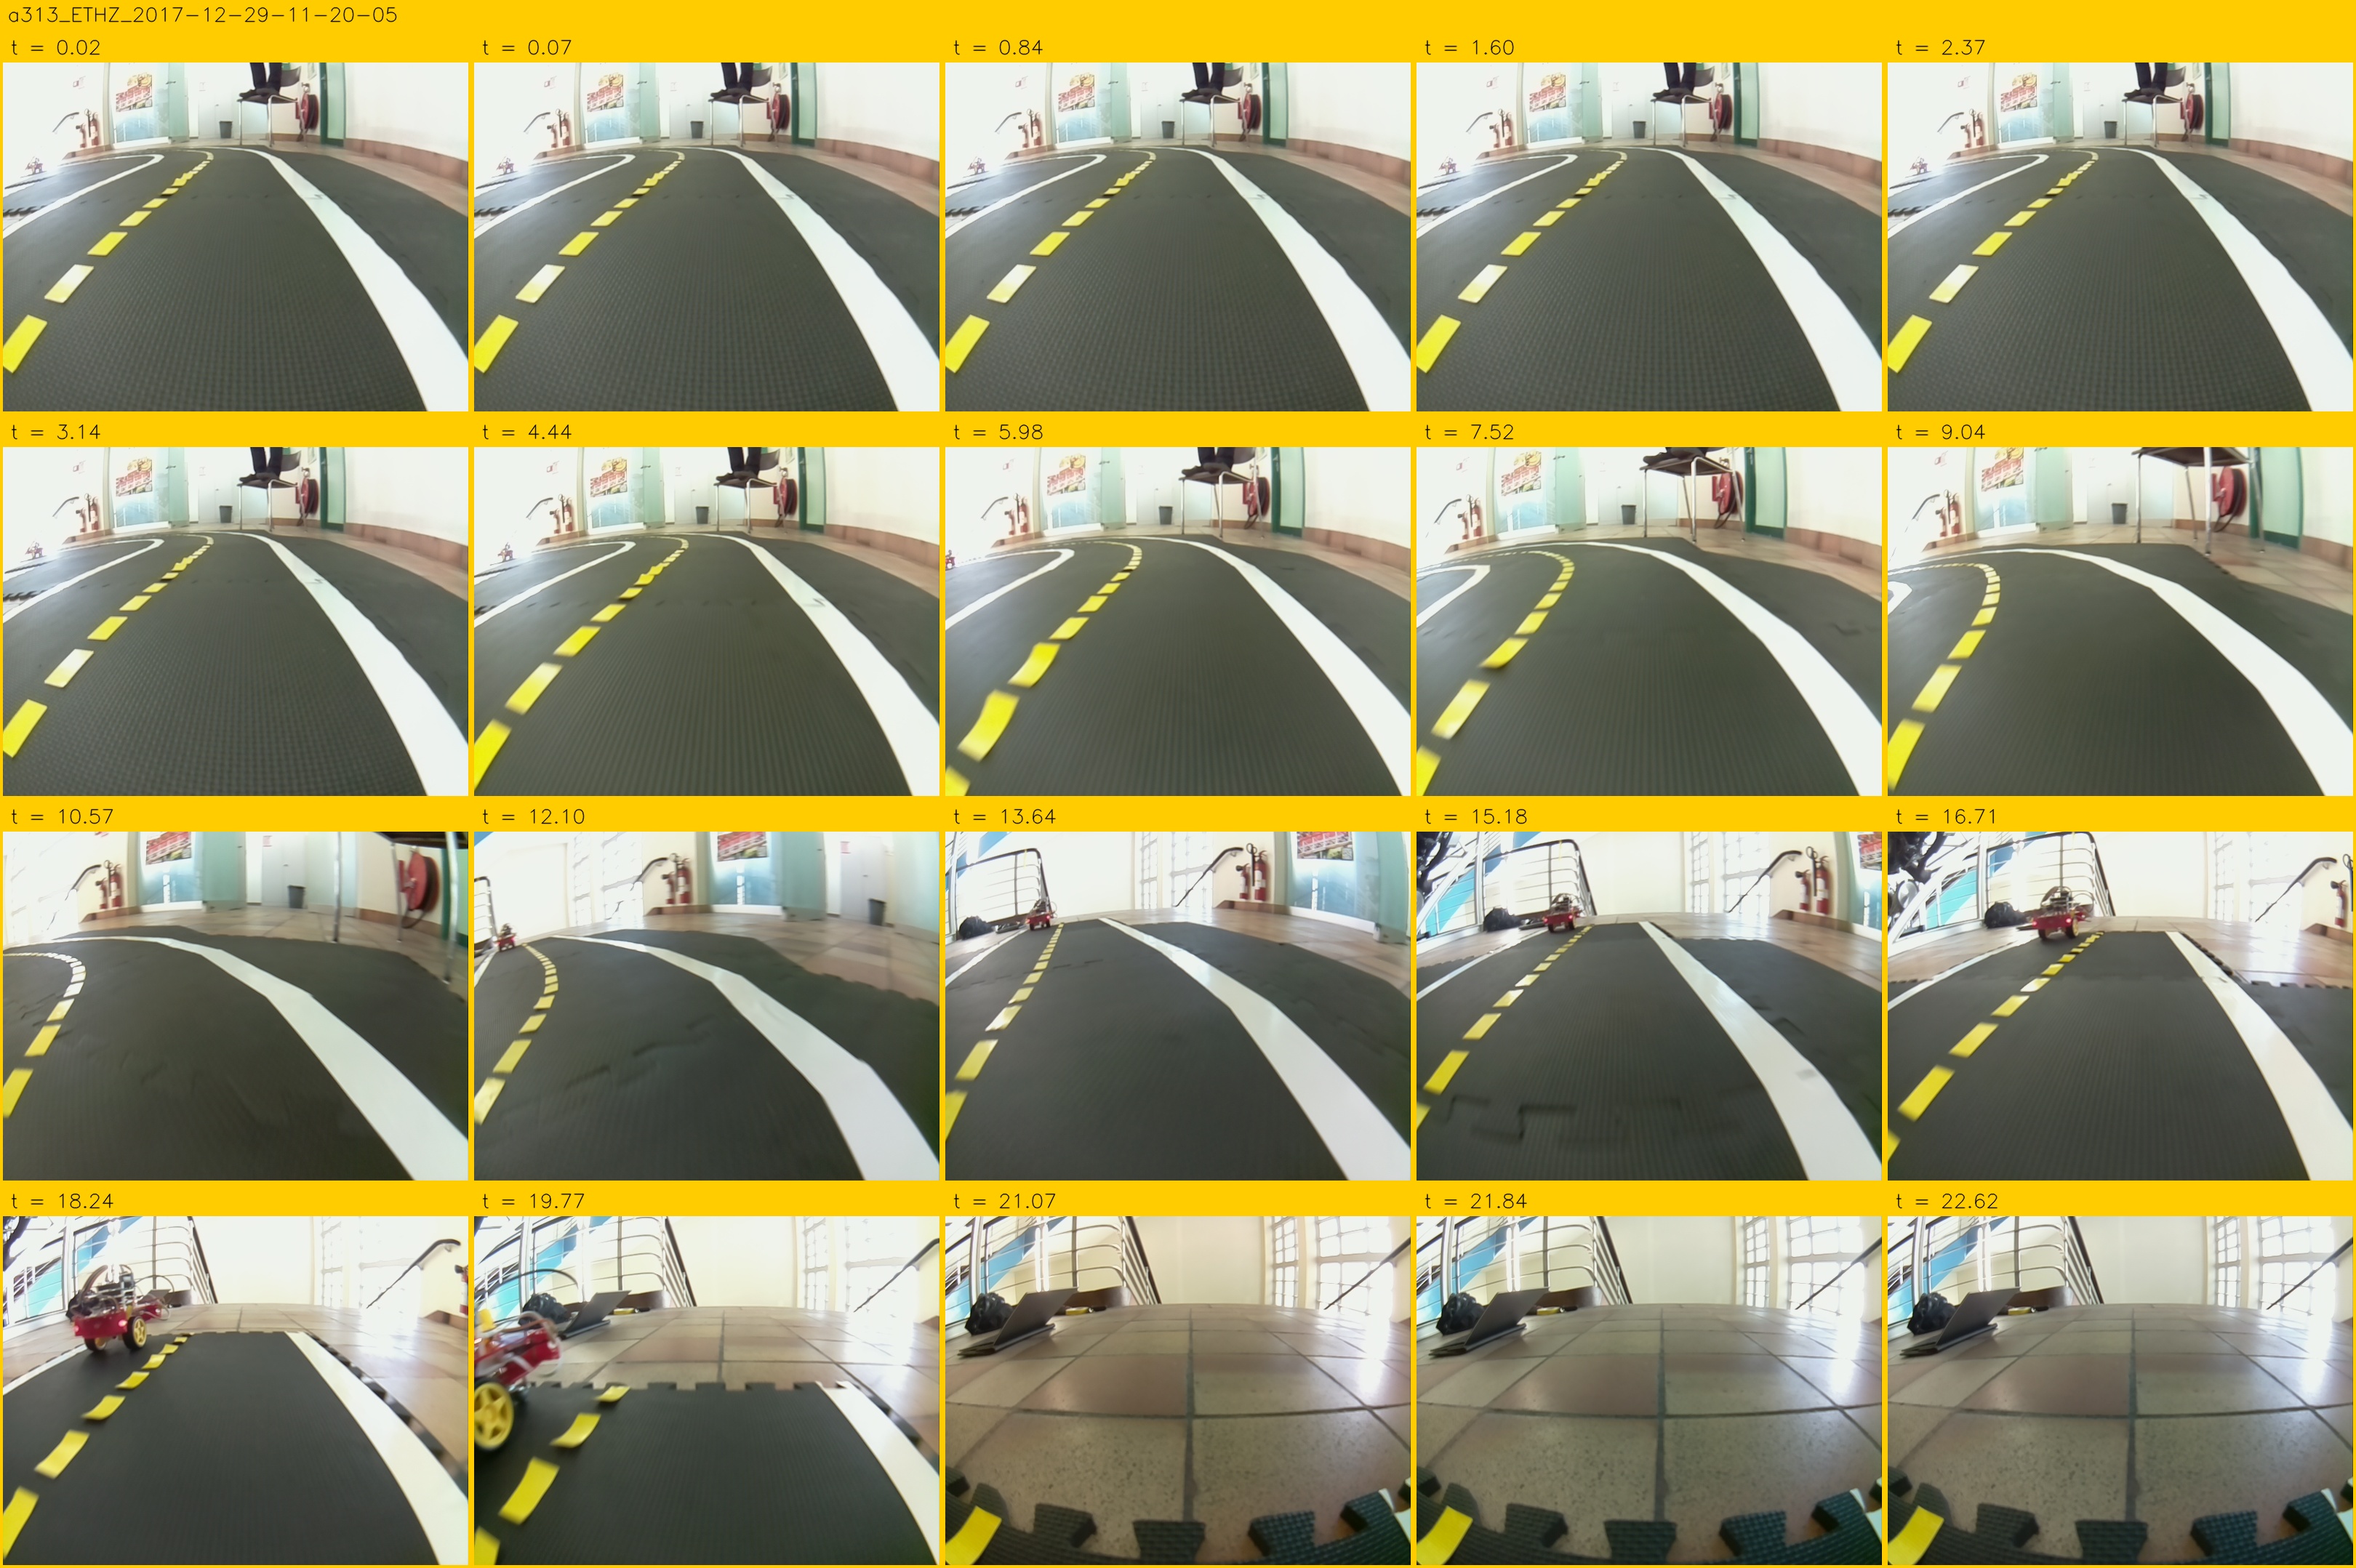 a313_ETHZ_2017-12-29-11-20-05
t = 0.02
t = 0.07
t = 0.84
t = 1.60
t = 2.37
t = 3.14
t = 4.44
t = 5.98
t = 7.52
t = 9.04
t = 10.57
t = 12.10
t = 13.64
t = 15.18
t = 16.71
t = 18.24
t = 19.77
t = 21.07
t = 21.84
t = 22.62